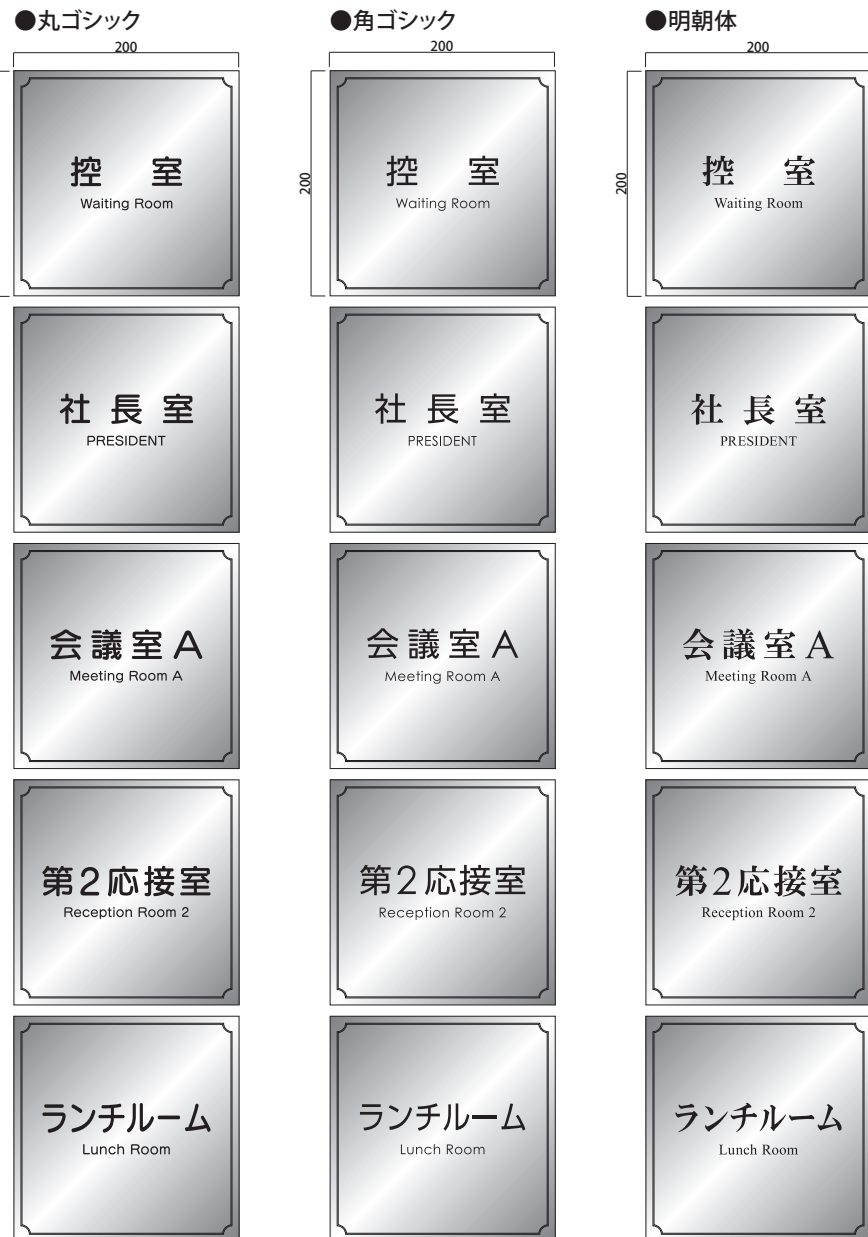 ●丸ゴシック
200
控　室
Waiting Room
社長室
PRESIDENT
会議室A
Meeting Room A
第2応接室
Reception Room 2
ランチルーム
Lunch Room
●角ゴシック
200
200
控　室
Waiting Room
社長室
PRESIDENT
会議室A
Meeting Room A
第2応接室
Reception Room 2
ランチルーム
Lunch Room
●明朝体
200
200
控　室
Waiting Room
社長室
PRESIDENT
会議室A
Meeting Room A
第2応接室
Reception Room 2
ランチルーム
Lunch Room